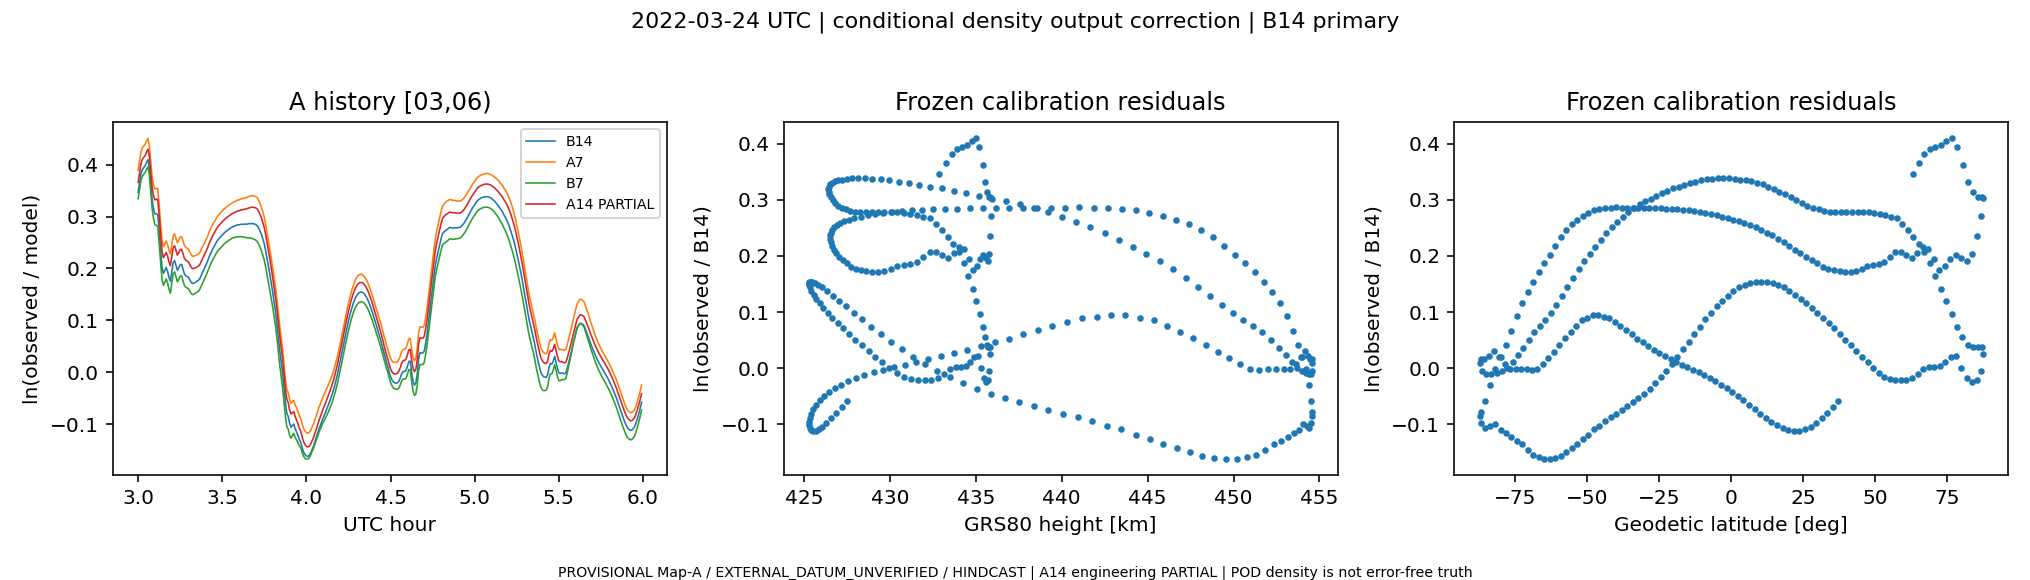 2022-03-24 UTC | conditional density output correction | B14 primary
A history [03,06)
ln(observed / model)
0.4
0.3
0.2
0.1
0.0
−0.1
3.0 3.5 4.0 4.5 5.0 5.5 6.0
UTC hour
B14
A7
B7
A14 PARTIAL
Frozen calibration residuals
ln(observed / B14)
0.4
0.3
0.2
0.1
0.0
−0.1
425 430 435 440 445 450 455
GRS80 height [km]
Frozen calibration residuals
ln(observed / B14)
0.4
0.3
0.2
0.1
0.0
−0.1
−75 −50 −25 0 25 50 75
Geodetic latitude [deg]
PROVISIONAL Map-A / EXTERNAL_DATUM_UNVERIFIED / HINDCAST | A14 engineering PARTIAL | POD density is not error-free truth